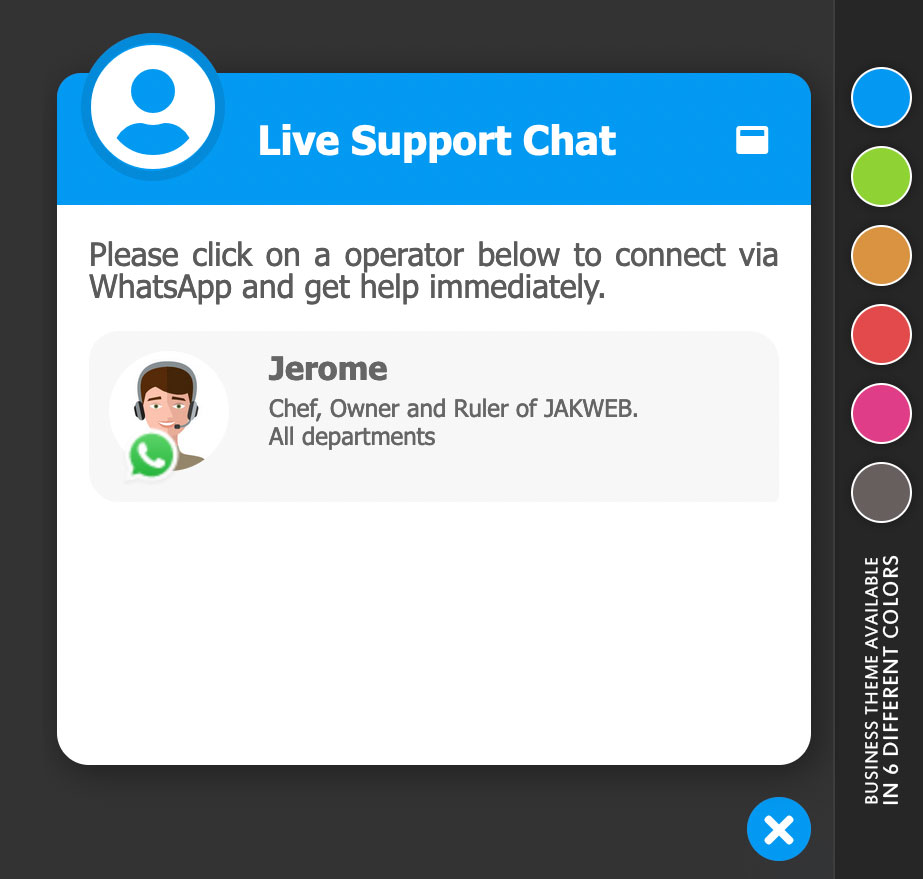 Live Support Chat
Please click on a operator below to connect via
WhatsApp and get help immediately.
Jerome
Chef, Owner and Ruler of JAKWEB.
All departments
BUSINESS THEME AVAILABLE
IN 6 DIFFERENT COLORS